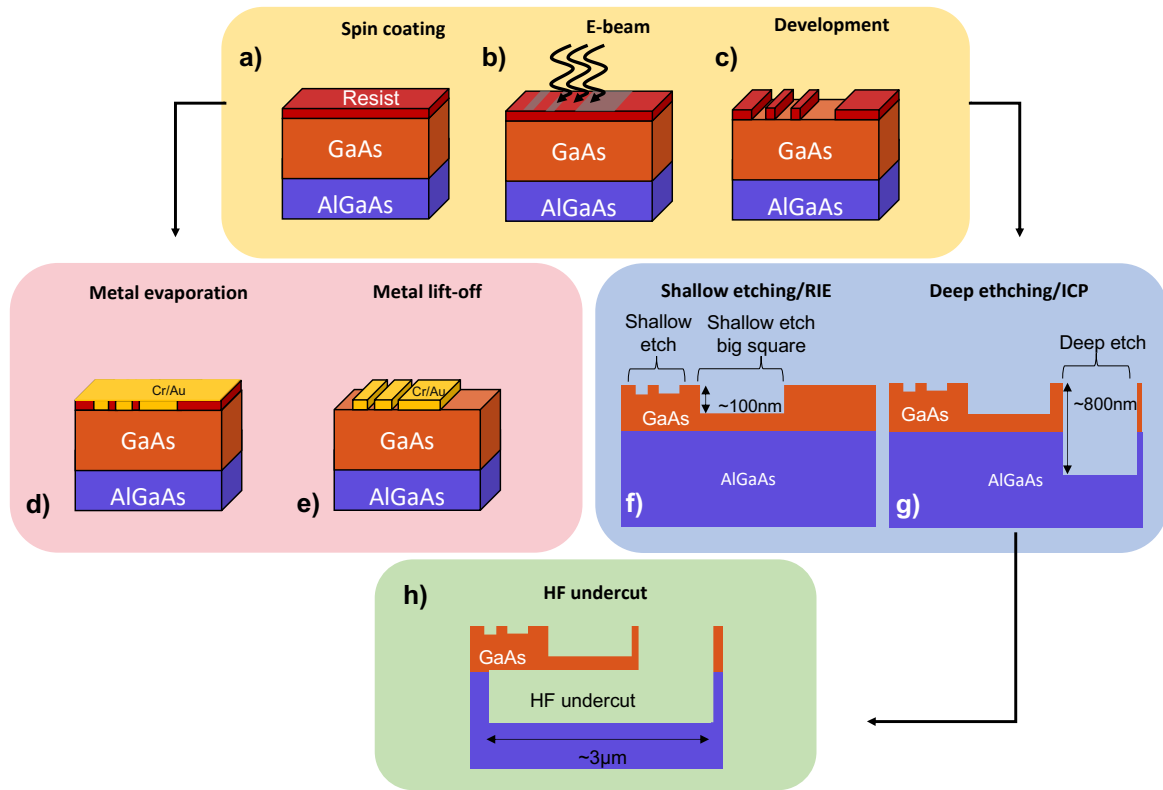 Spin coating
E-beam
Development
a)
b)
c)
Resist
GaAs
AlGaAs
GaAs
AlGaAs
GaAs
AlGaAs
Metal evaporation
Metal lift-off
Cr/Au
GaAs
AlGaAs
d)
Cr/Au
GaAs
AlGaAs
e)
Shallow etching/RIE
Deep ethching/ICP
Shallow
etch
Shallow etch
big square
~100nm
GaAs
AlGaAs
f)
Deep etch
~800nm
GaAs
AlGaAs
g)
h)
HF undercut
GaAs
HF undercut
~3μm